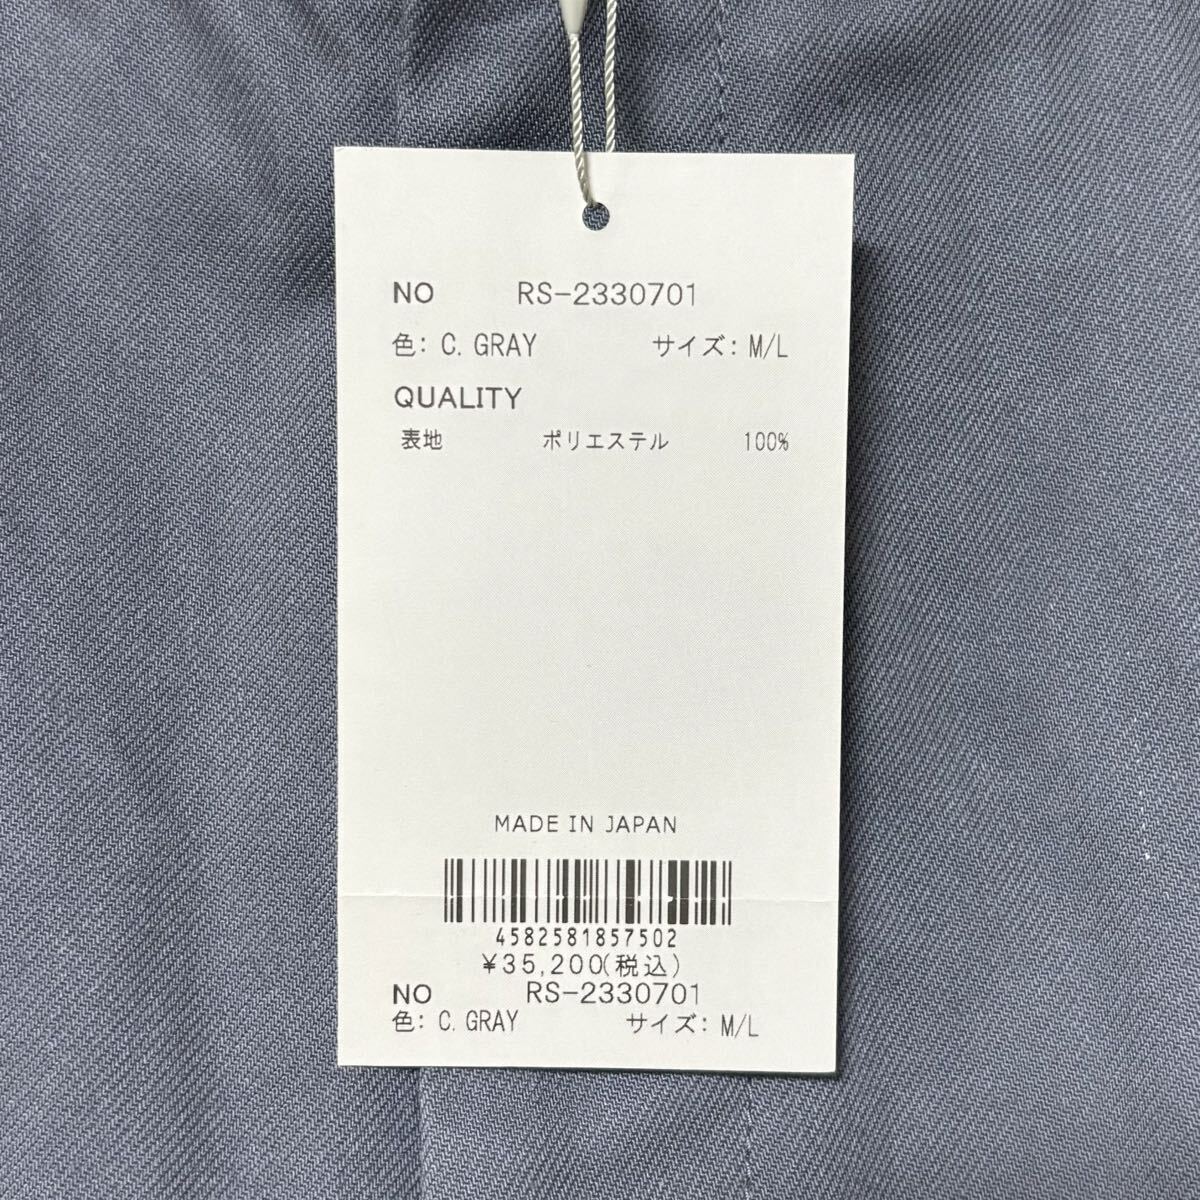 NO RS-2330701
色: C. GRAY サイズ: M/L
QUALITY
表地 ポリエステル 100%
MADE IN JAPAN
4582581857502
¥35,200(税込)
NO RS-2330701
色: C. GRAY サイズ: M/L